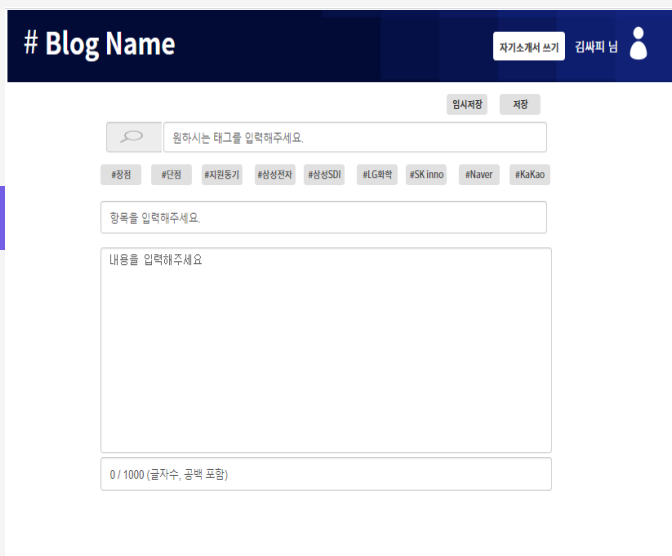 # Blog Name
자기소개서 쓰기 김싸피 님
임시저장 저장
원하시는 태그를 입력해주세요.
#장점 #단점 #지원동기 #삼성전자 #삼성SDI #LG화학 #SK inno #Naver #KaKao
항목을 입력해주세요.
내용을 입력해주세요
0 / 1000 (글자수, 공백 포함)